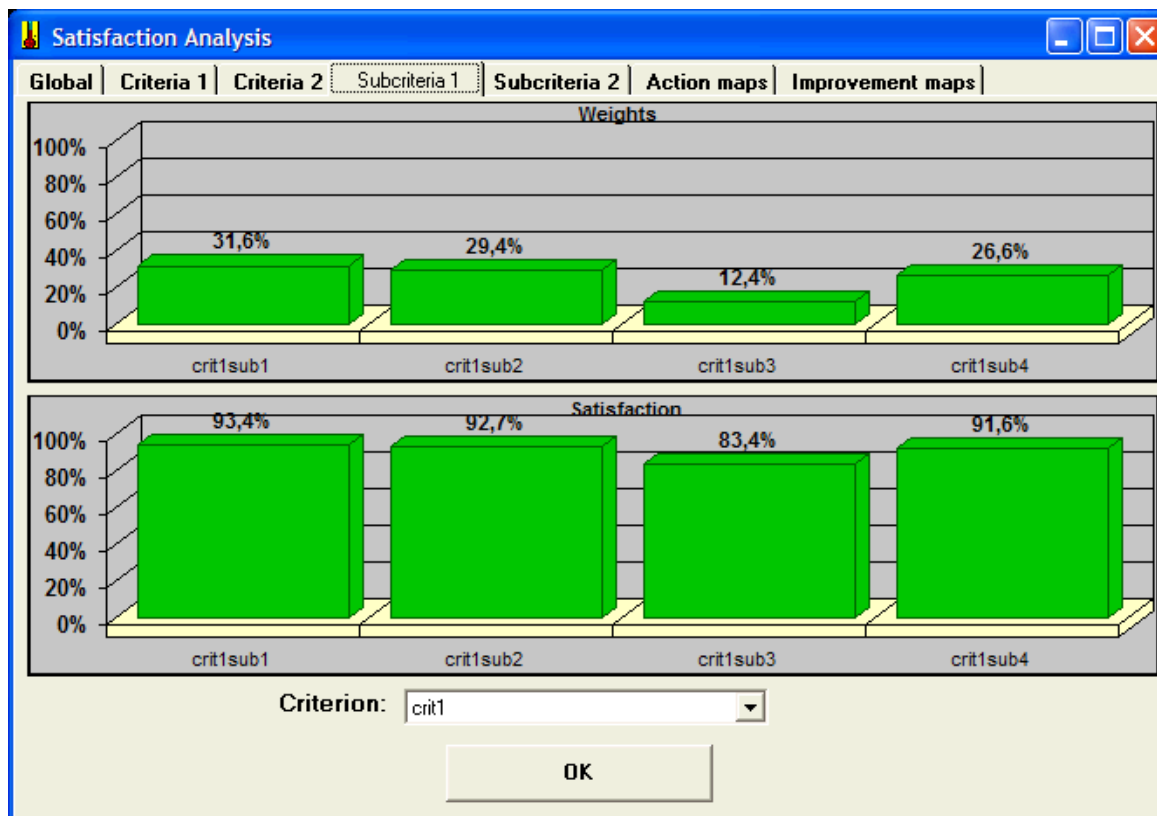 Satisfaction Analysis
Global Criteria 1 Criteria 2 Subcriteria 1 Subcriteria 2 Action maps Improvement maps
Weights
100%
80%
60%
40%
20%
0%
31,6% 29,4% 12,4% 26,6%
crit1sub1 crit1sub2 crit1sub3 crit1sub4
Satisfaction
100%
80%
60%
40%
20%
0%
93,4% 92,7% 83,4% 91,6%
crit1sub1 crit1sub2 crit1sub3 crit1sub4
Criterion: crit1
OK